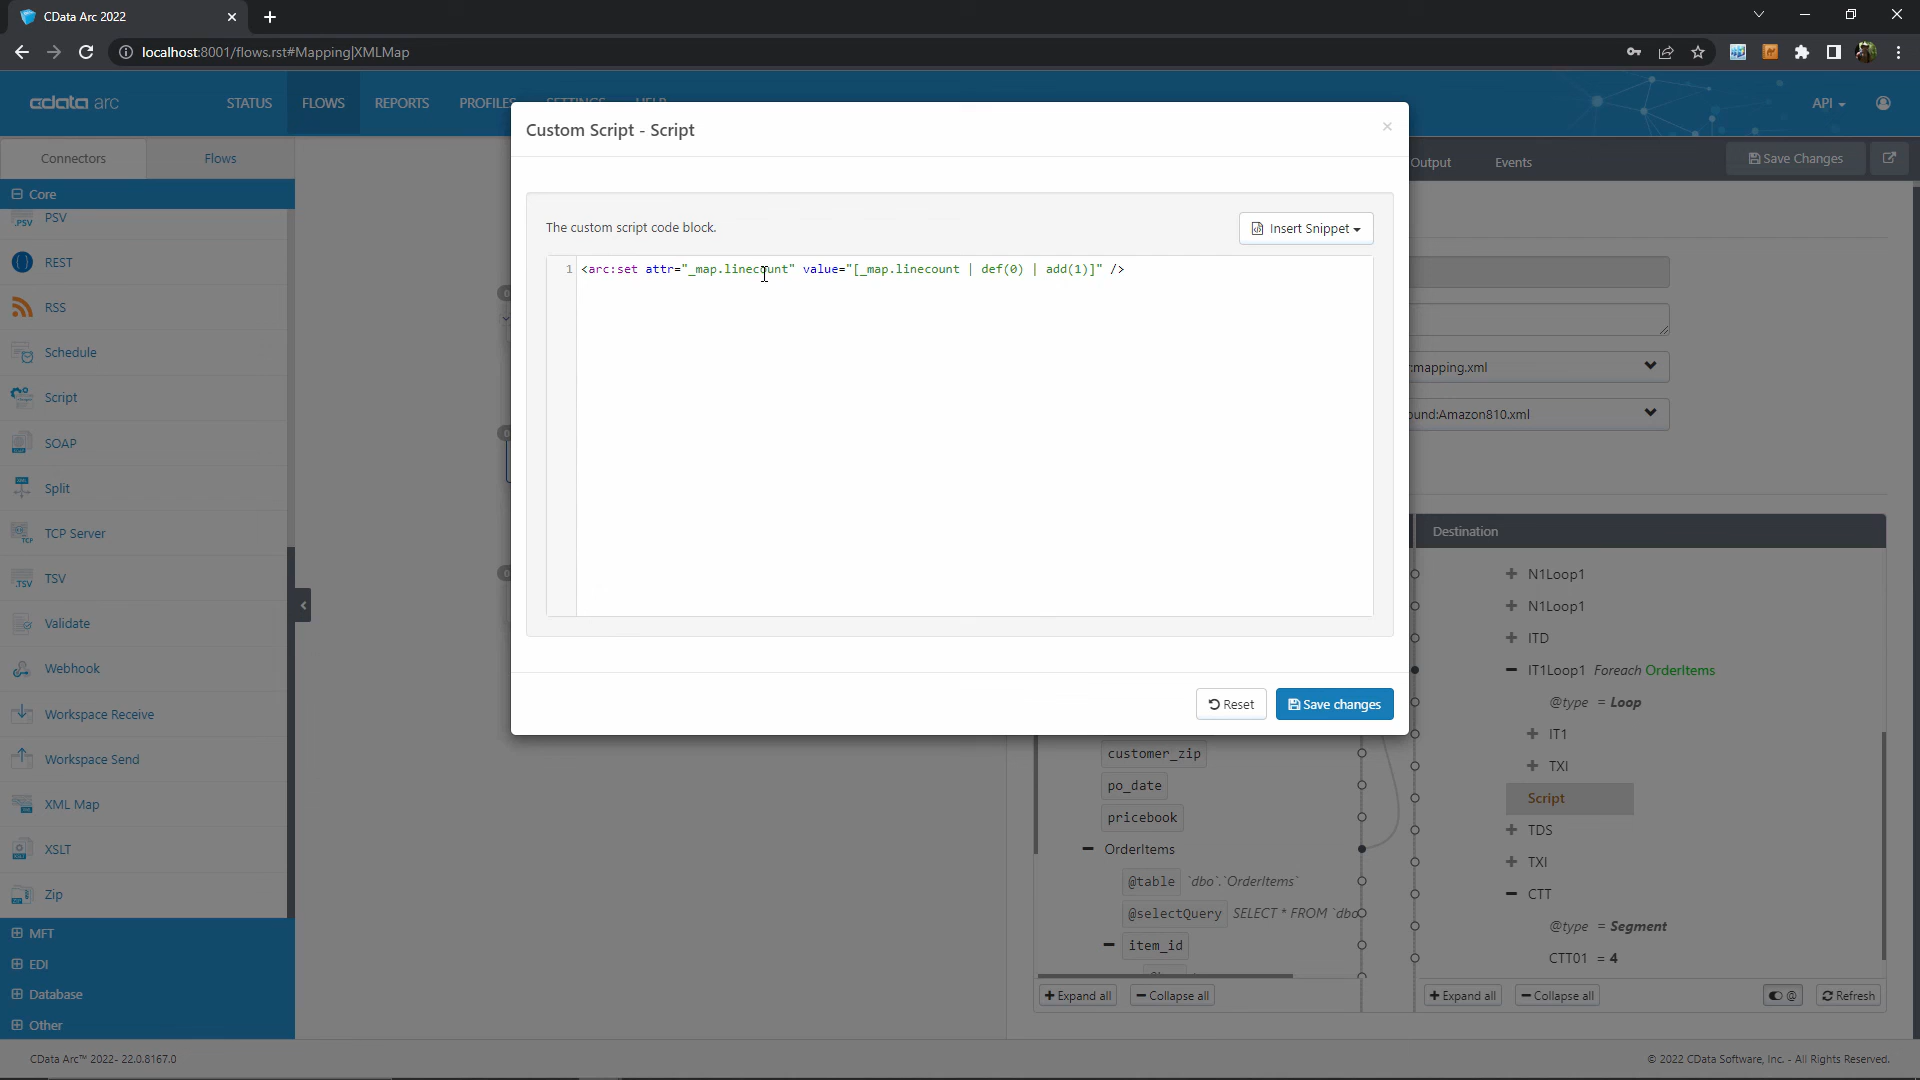 CData Arc 2022
localhost:8001/flows.rst#Mapping|XMLMap
cdata arc
STATUS
FLOWS
REPORTS
PROFILES
SETTINGS
HELP
API
Connectors
Flows
Core
PSV
REST
RSS
Schedule
Script
SOAP
Split
TCP Server
TSV
Validate
Webhook
Workspace Receive
Workspace Send
XML Map
XSLT
Zip
MFT
EDI
Database
Other
Custom Script - Script
The custom script code block.
Insert Snippet
1 <arc:set attr="_map.linecount" value="[_map.linecount | def(0) | add(1)]" />
Reset
Save changes
Output
Events
Save Changes
:mapping.xml
ound:Amazon810.xml
Destination
N1Loop1
N1Loop1
ITD
IT1Loop1 Foreach OrderItems
@type = Loop
IT1
TXI
Script
TDS
TXI
CTT
@type = Segment
CTT01 = 4
customer_zip
po_date
pricebook
OrderItems
@table `dbo`.`OrderItems`
@selectQuery SELECT * FROM `dbo
item_id
Expand all
Collapse all
Expand all
Collapse all
@
Refresh
CData Arc™ 2022- 22.0.8167.0
© 2022 CData Software, Inc. - All Rights Reserved.